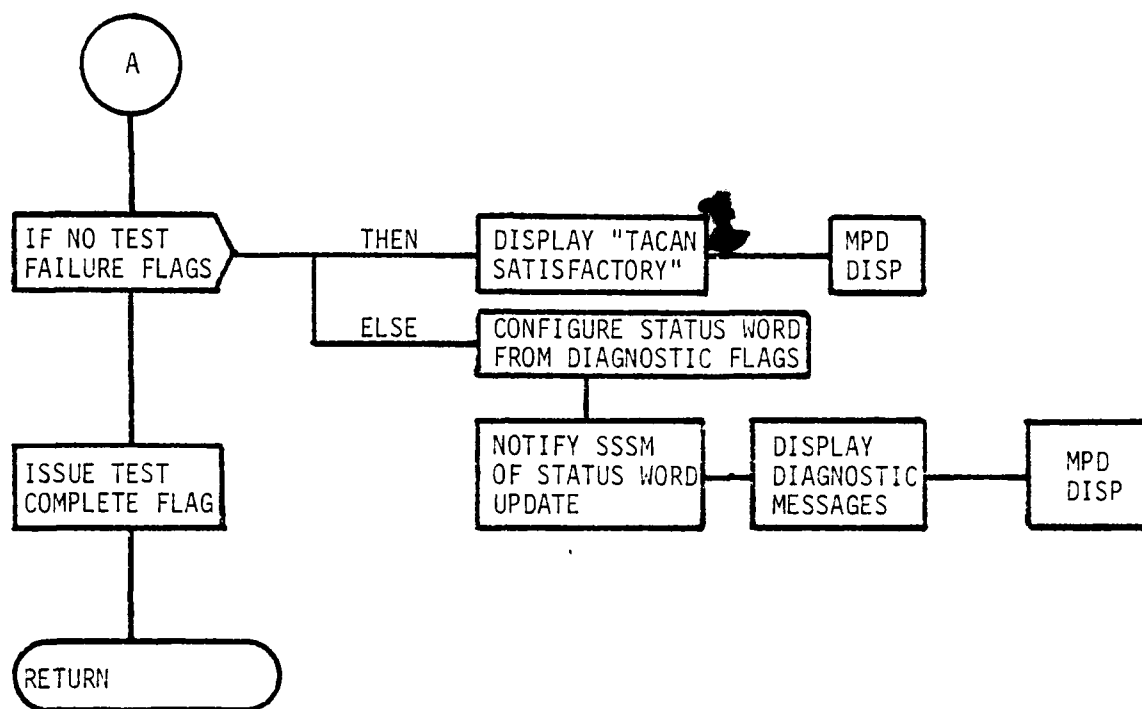 A
IF NO TEST
FAILURE FLAGS
THEN
DISPLAY "TACAN
SATISFACTORY"
MPD
DISP
ELSE
CONFIGURE STATUS WORD
FROM DIAGNOSTIC FLAGS
NOTIFY SSSM
OF STATUS WORD
UPDATE
DISPLAY
DIAGNOSTIC
MESSAGES
MPD
DISP
ISSUE TEST
COMPLETE FLAG
RETURN